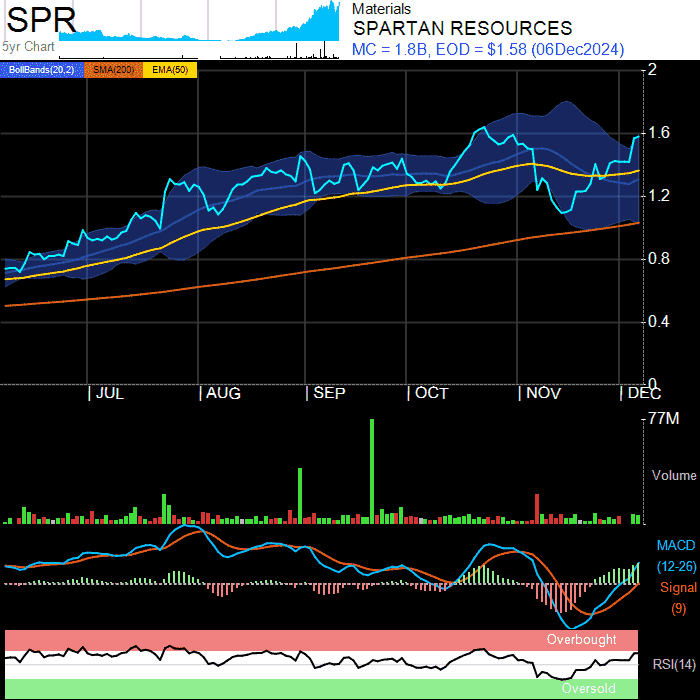 SPR
5yr Chart
Materials
SPARTAN RESOURCES
MC = 1.8B, EOD = $1.58 (06Dec2024)
BollBands(20,2) SMA(200) EMA(50)
2
1.6
1.2
0.8
0.4
0
JUL AUG SEP OCT NOV DEC
77M
Volume
MACD
(12-26)
Signal
(9)
Overbought
RSI(14)
Oversold